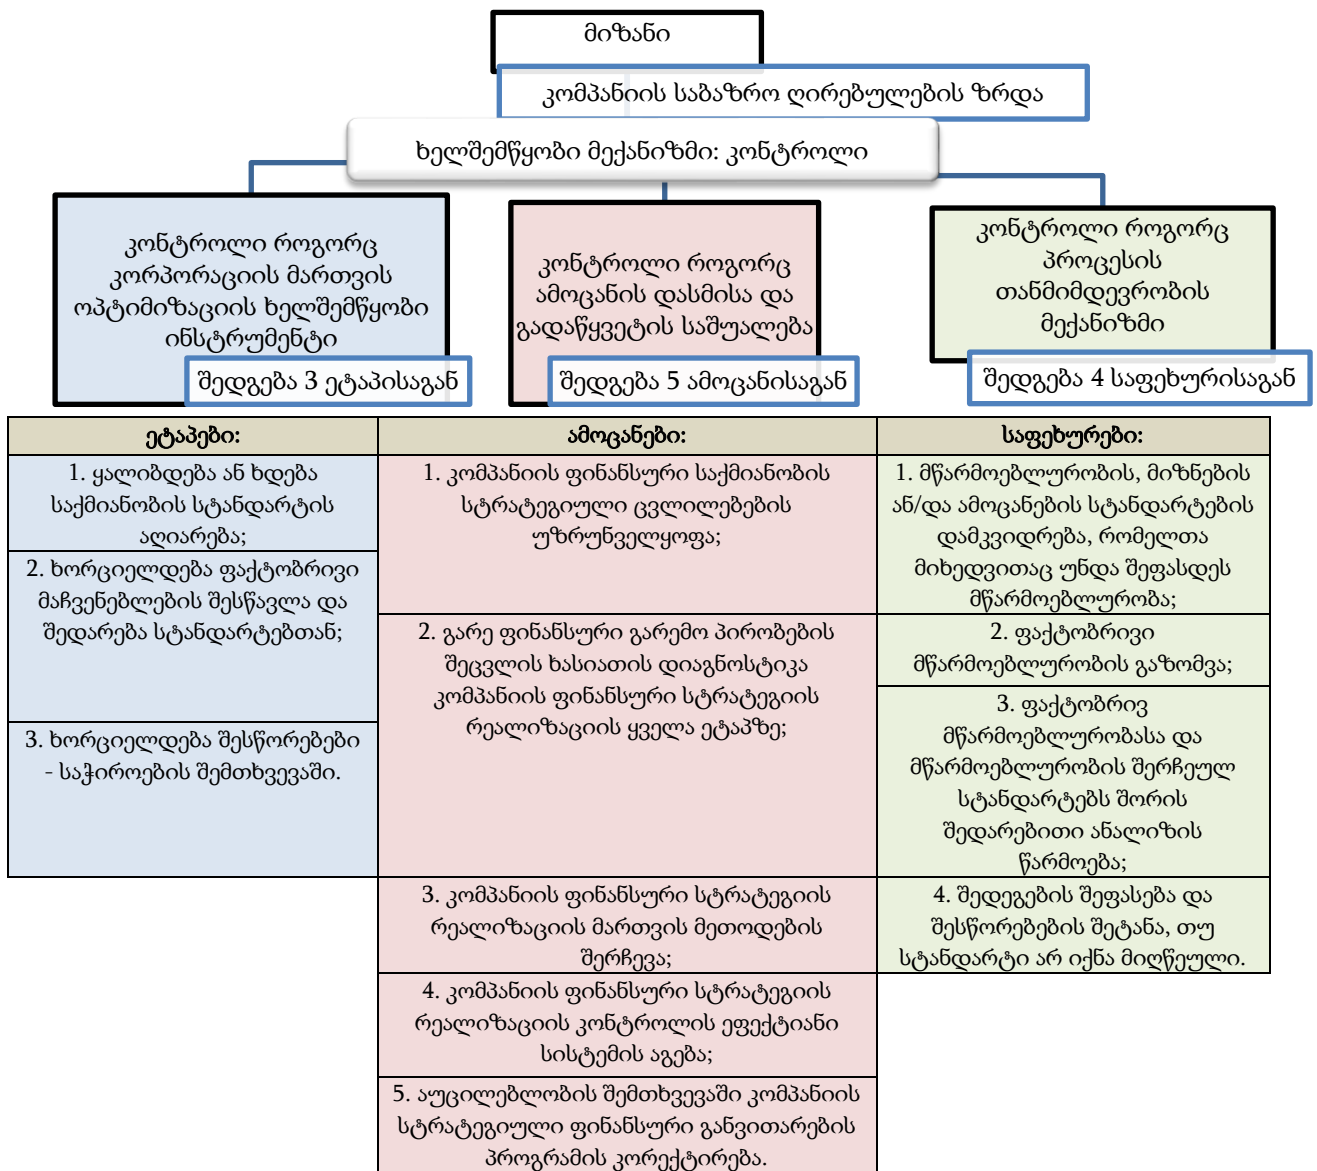 მიზანი
კომპანიის საბაზრო ღირებულების ზრდა
ხელშემწყობი მექანიზმი: კონტროლი
კონტროლი როგორც
კორპორაციის მართვის
ოპტიმიზაციის ხელშემწყობი
ინსტრუმენტი
შედგება 3 ეტაპისაგან
კონტროლი როგორც
ამოცანის დასმისა და
გადაწყვეტის საშუალება
შედგება 5 ამოცანისაგან
კონტროლი როგორც
პროცესის
თანმიმდევრობის
მექანიზმი
შედგება 4 საფეხურისაგან
ეტაპები:
1. ყალიბდება ან ხდება
საქმიანობის სტანდარტის
აღიარება;
2. ხორციელდება ფაქტობრივი
მაჩვენებლების შესწავლა და
შედარება სტანდარტებთან;
3. ხორციელდება შესწორებები
- საჭიროების შემთხვევაში.
ამოცანები:
1. კომპანიის ფინანსური საქმიანობის
სტრატეგიული ცვლილებების
უზრუნველყოფა;
2. გარე ფინანსური გარემო პირობების
შეცვლის ხასიათის დიაგნოსტიკა
კომპანიის ფინანსური სტრატეგიის
რეალიზაციის ყველა ეტაპზე;
3. კომპანიის ფინანსური სტრატეგიის
რეალიზაციის მართვის მეთოდების
შერჩევა;
4. კომპანიის ფინანსური სტრატეგიის
რეალიზაციის კონტროლის ეფექტიანი
სისტემის აგება;
5. აუცილებლობის შემთხვევაში კომპანიის
სტრატეგიული ფინანსური განვითარების
პროგრამის კორექტირება.
საფეხურები:
1. მწარმოებლურობის, მიზნების
ან/და ამოცანების სტანდარტების
დამკვიდრება, რომელთა
მიხედვითაც უნდა შეფასდეს
მწარმოებლურობა;
2. ფაქტობრივი
მწარმოებლურობის გაზომვა;
3. ფაქტობრივ
მწარმოებლურობასა და
მწარმოებლურობის შერჩეულ
სტანდარტებს შორის
შედარებითი ანალიზის
წარმოება;
4. შედეგების შეფასება და
შესწორებების შეტანა, თუ
სტანდარტი არ იქნა მიღწეული.